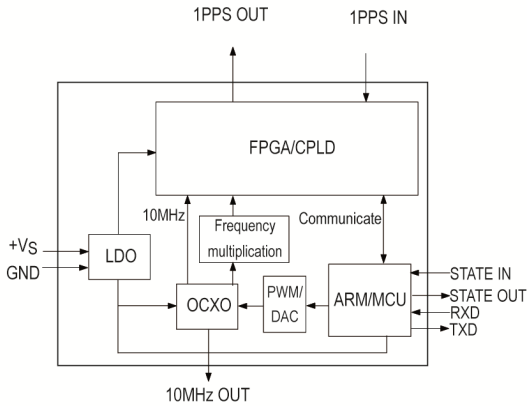 1PPS OUT
1PPS IN
FPGA/CPLD
10MHz
Frequency
multiplication
Communicate
+VS
GND
LDO
OCXO
PWM/
DAC
ARM/MCU
STATE IN
STATE OUT
RXD
TXD
10MHz OUT